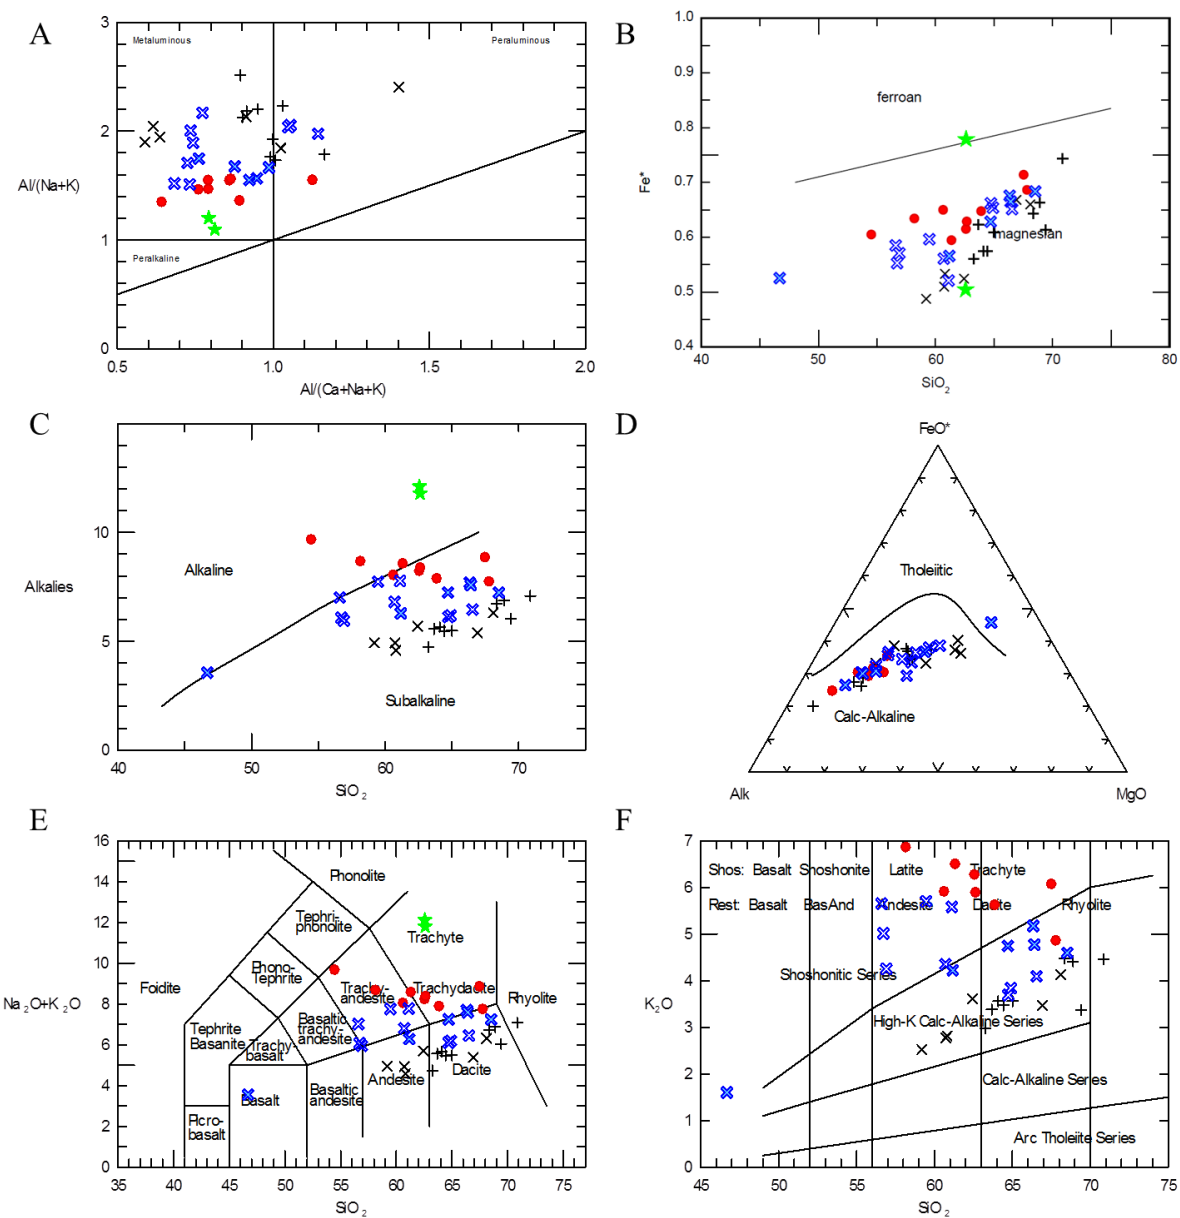 A
3
2
1
0
Al/(Na+K)
Metaluminous
Peraluminous
Peralkaline
0.5
1.0
1.0
2.0
Al/(Ca+Na+K)
B
1.0
0.9
0.8
0.7
0.6
0.5
0.4
Fe*
ferroan
magnesian
40
50
60
70
80
SiO2
C
10
5
0
Alkalies
Alkaline
Subalkaline
40
50
60
70
SiO2
D
FeO*
Tholeiitic
Calc-Alkaline
Alk
MgO
E
16
14
12
10
8
6
4
2
0
Na2O+K2O
Phonolite
Tephri-
phonolite
Trachyte
Foidite
Phono-
Tephrite
Trachy-
andesite
Trachydacite
Rhyolite
Tephrite
Basanite
Trachy-
basalt
Basaltic
trachy-
andesite
Andesite
Dacite
Basalt
Basaltic
andesite
Picro-
basalt
35
40
45
50
55
60
65
70
75
SiO2
F
7
6
5
4
3
2
1
0
K2O
Shos: Basalt Shoshonite Latite Trachyte
Rest: Basalt BasAnd Andesite Dacite Rhyolite
Shoshonitic Series
High-K Calc-Alkaline Series
Calc-Alkaline Series
Arc Tholeiite Series
45
50
55
60
65
70
75
SiO2